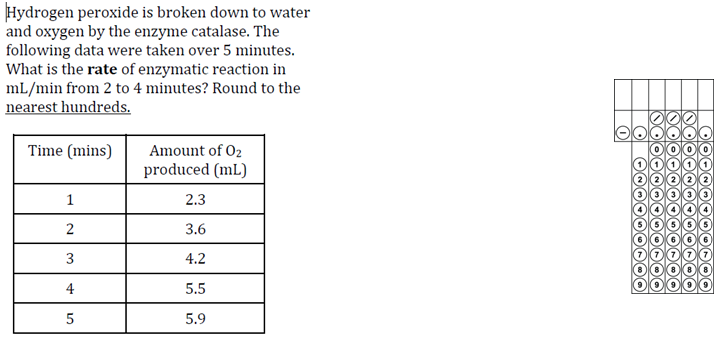 Hydrogen peroxide is broken down to water
and oxygen by the enzyme catalase. The
following data were taken over 5 minutes.
What is the rate of enzymatic reaction in
mL/min from 2 to 4 minutes? Round to the
nearest hundreds.
Time (mins) Amount of O₂
produced (mL)
1 2.3
2 3.6
3 4.2
4 5.5
5 5.9
/ / /
− . . . . .
0 0 0 0
1 1 1 1 1
2 2 2 2 2
3 3 3 3 3
4 4 4 4 4
5 5 5 5 5
6 6 6 6 6
7 7 7 7 7
8 8 8 8 8
9 9 9 9 9